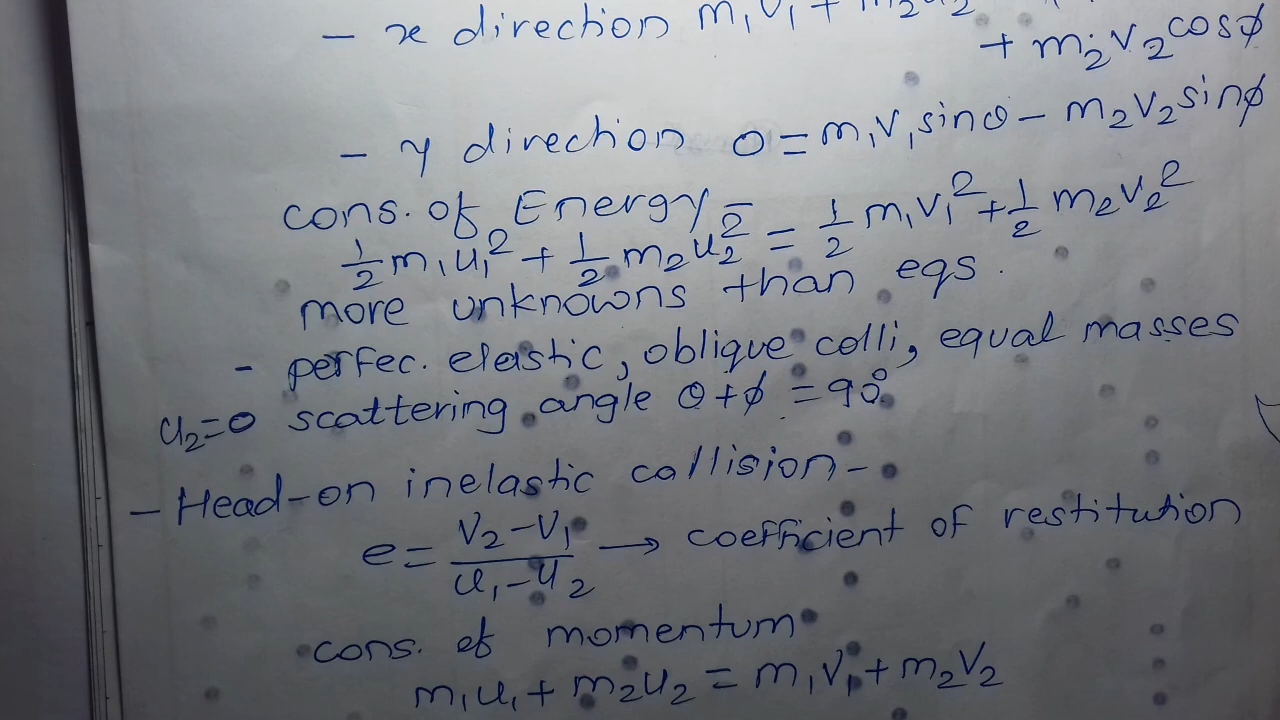 - x direction m₁v₁ + m₂u₂
+ m₂v₂cosϕ
- y direction 0 = m₁v₁sinθ - m₂v₂sinϕ
cons. of Energy -
½m₁u₁² + ½m₂u₂² = ½m₁v₁² + ½m₂v₂²
more unknowns than eqs.
- perfec. elastic, oblique colli, equal masses
u₂=0 scattering angle θ+ϕ = 90°
- Head-on inelastic collision -
e = (v₂-v₁)/(u₁-u₂) → coefficient of restitution
cons. of momentum
m₁u₁ + m₂u₂ = m₁v₁ + m₂v₂